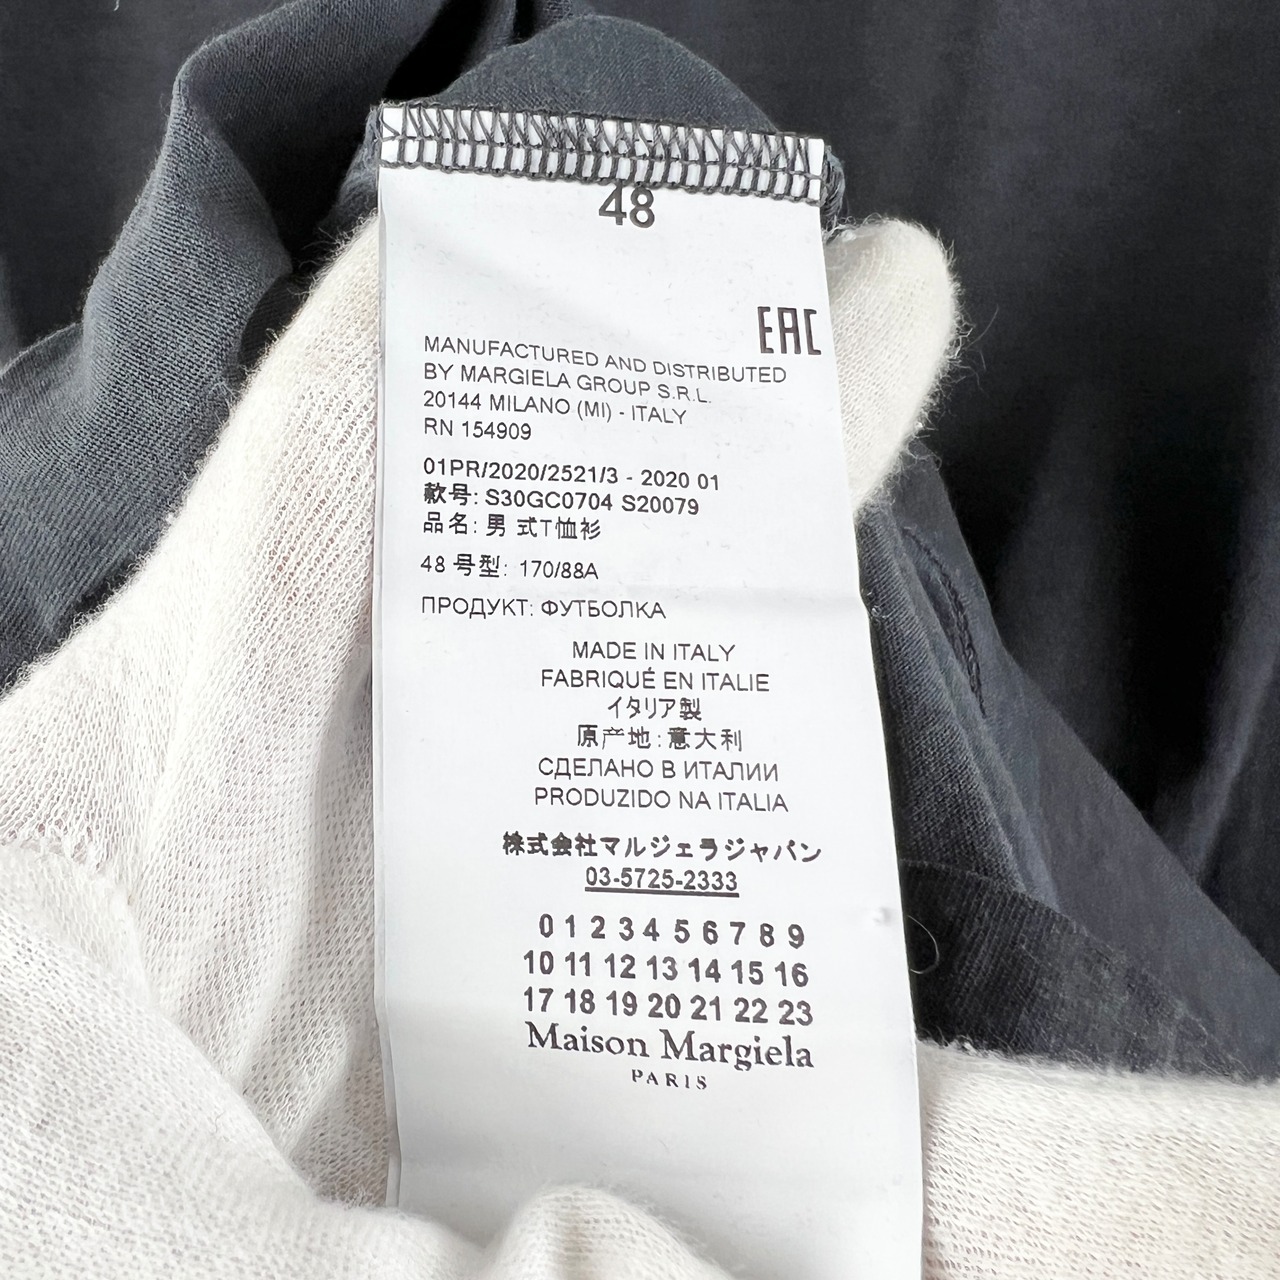 48
EAC
MANUFACTURED AND DISTRIBUTED
BY MARGIELA GROUP S.R.L.
20144 MILANO (MI) - ITALY
RN 154909
01PR/2020/2521/3 - 2020 01
款号: S30GC0704 S20079
品名: 男 式T恤衫
48 号型: 170/88A
ПРОДУКТ: ФУТБОЛКА
MADE IN ITALY
FABRIQUÉ EN ITALIE
イタリア製
原产地: 意大利
СДЕЛАНО В ИТАЛИИ
PRODUZIDO NA ITALIA
株式会社マルジェラジャパン
03-5725-2333
0 1 2 3 4 5 6 7 8 9
10 11 12 13 14 15 16
17 18 19 20 21 22 23
Maison Margiela
PARIS